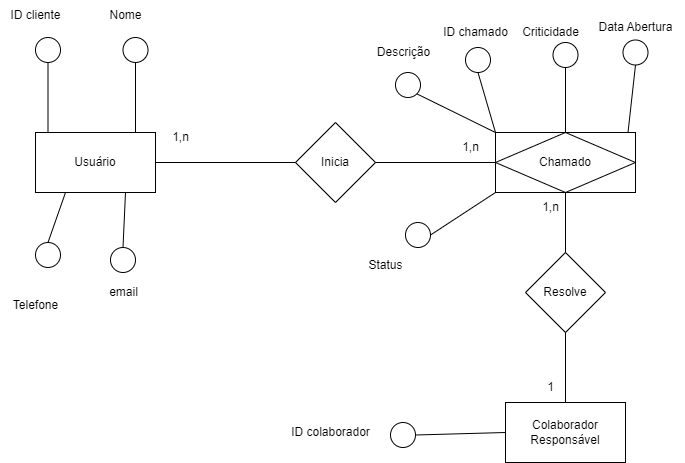 ID cliente
Nome
Descrição
ID chamado
Criticidade
Data Abertura
1,n
1,n
Usuário
Inicia
Chamado
1,n
Status
Telefone
email
Resolve
1
ID colaborador
Colaborador
Responsável